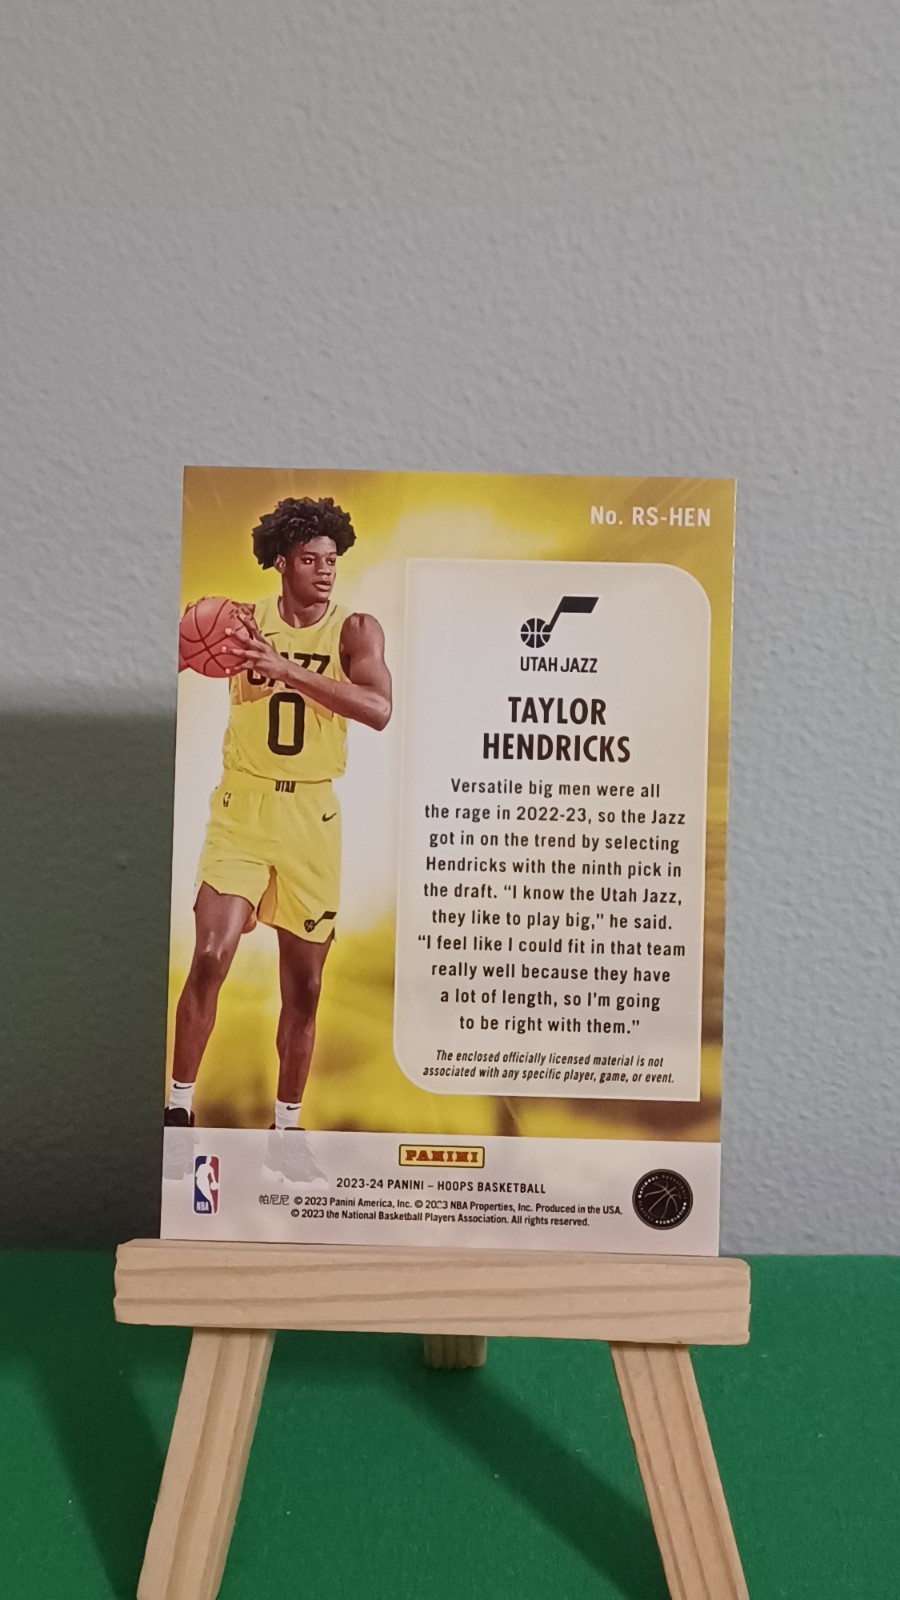 No. RS-HEN
UTAH JAZZ
TAYLOR
HENDRICKS
JAZZ
0
UTAH
Versatile big men were all
the rage in 2022-23, so the Jazz
got in on the trend by selecting
Hendricks with the ninth pick in
the draft. “I know the Utah Jazz,
they like to play big,” he said.
“I feel like I could fit in that team
really well because they have
a lot of length, so I’m going
to be right with them.”
The enclosed officially licensed material is not
associated with any specific player, game, or event.
PANINI
2023-24 PANINI – HOOPS BASKETBALL
帕尼尼 © 2023 Panini America, Inc. © 2023 NBA Properties, Inc. Produced in the USA.
© 2023 the National Basketball Players Association. All rights reserved.
NBA